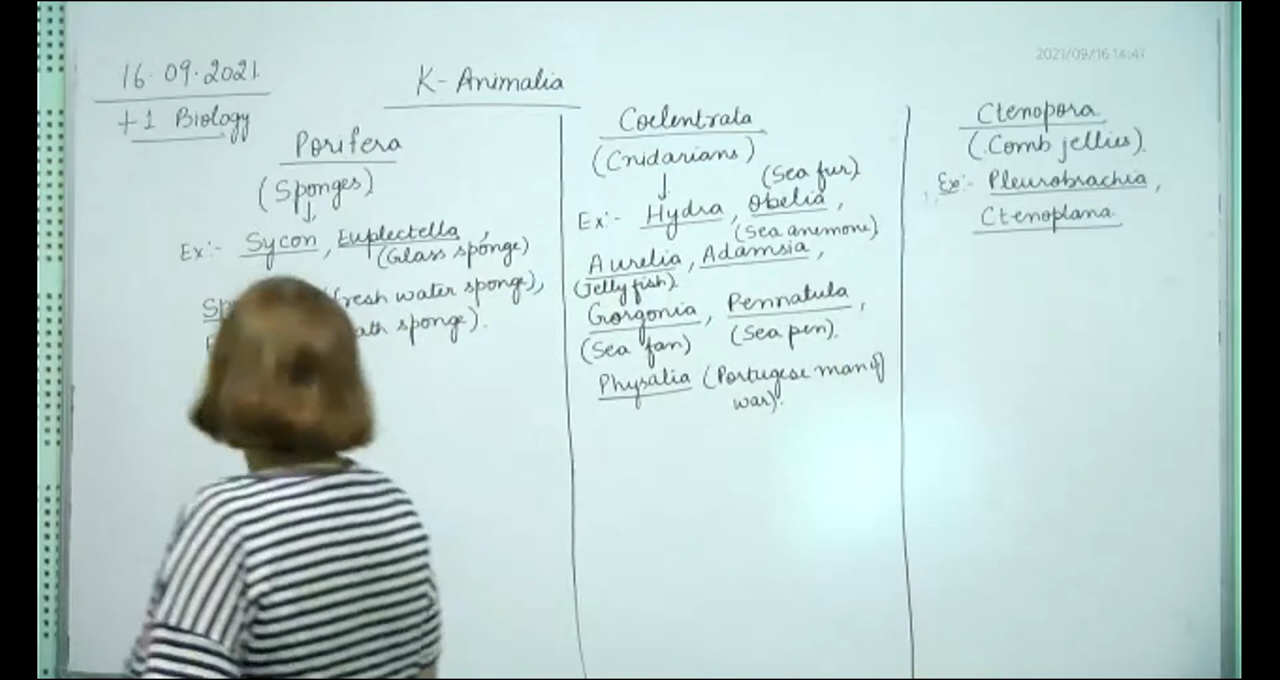 2021/09/16 14:47
16.09.2021
+1 Biology
K- Animalia
Porifera
(Sponges)
Ex:- Sycon, Euplectella,
(Glass sponge)
fresh water sponge),
sponge).
Coelentrata
(Cnidarians)
(Sea fur)
Ex:- Hydra, Obelia,
(Sea anemone)
Aurelia, Adamsia,
(Jelly fish).
Gorgonia, Pennatula,
(Sea fan) (Sea pen).
Physalia (Portugese man of
war).
Ctenopora
(Comb jellies).
Ex:- Pleurobrachia,
Ctenoplana